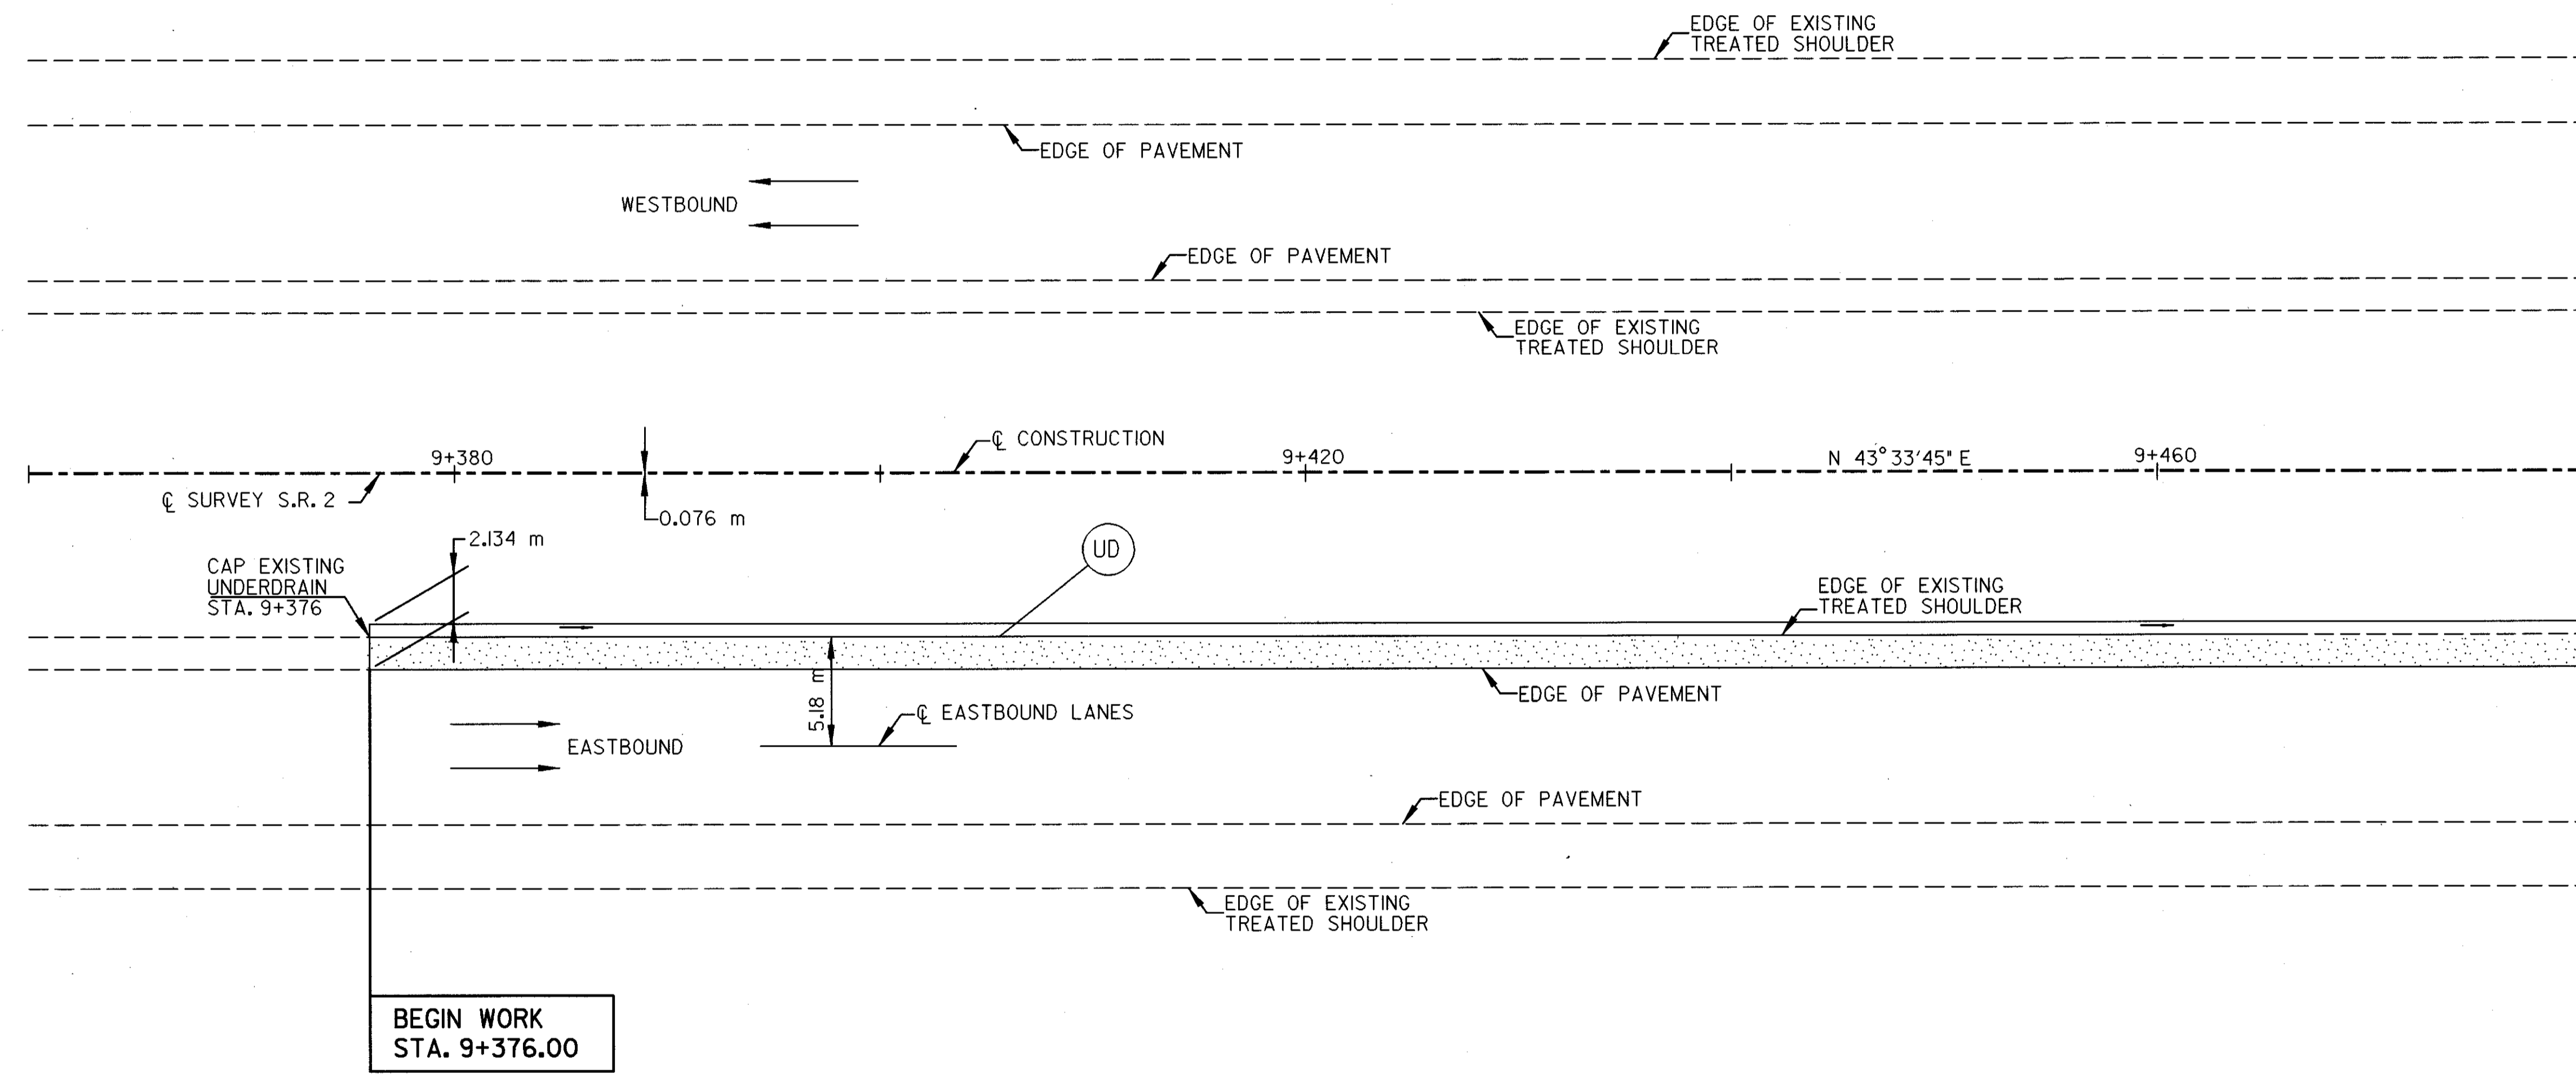 EDGE OF EXISTING
TREATED SHOULDER
EDGE OF PAVEMENT
WESTBOUND
EDGE OF PAVEMENT
EDGE OF EXISTING
TREATED SHOULDER
℄ CONSTRUCTION
9+380
9+420
N 43°33'45" E
9+460
℄ SURVEY S.R. 2
0.076 m
2.134 m
UD
CAP EXISTING
UNDERDRAIN
STA. 9+376
EDGE OF EXISTING
TREATED SHOULDER
5.18 m
EDGE OF PAVEMENT
℄ EASTBOUND LANES
EASTBOUND
EDGE OF PAVEMENT
EDGE OF EXISTING
TREATED SHOULDER
BEGIN WORK
STA. 9+376.00